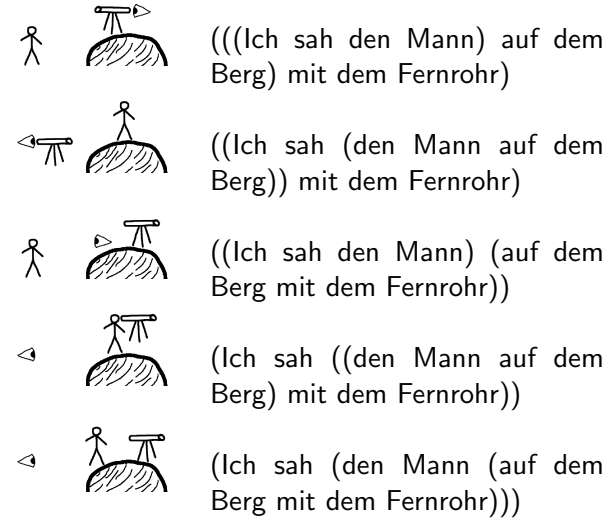 (((Ich sah den Mann) auf dem
Berg) mit dem Fernrohr)
((Ich sah (den Mann auf dem
Berg)) mit dem Fernrohr)
((Ich sah den Mann) (auf dem
Berg mit dem Fernrohr))
(Ich sah ((den Mann auf dem
Berg) mit dem Fernrohr))
(Ich sah (den Mann (auf dem
Berg mit dem Fernrohr)))